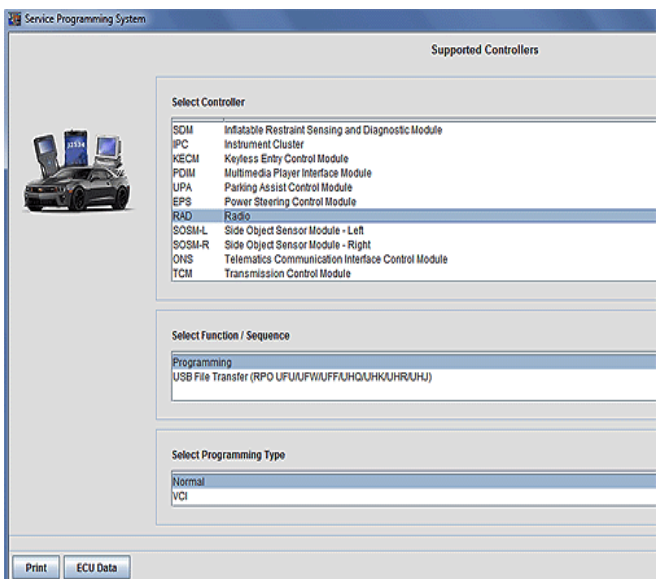 Service Programming System
Supported Controllers
Select Controller
SDM Inflatable Restraint Sensing and Diagnostic Module
IPC Instrument Cluster
KECM Keyless Entry Control Module
PDIM Multimedia Player Interface Module
UPA Parking Assist Control Module
EPS Power Steering Control Module
RAD Radio
SOSM-L Side Object Sensor Module - Left
SOSM-R Side Object Sensor Module - Right
ONS Telematics Communication Interface Control Module
TCM Transmission Control Module
J2534
Select Function / Sequence
Programming
USB File Transfer (RPO UFU/UFW/UFF/UHQ/UHK/UHR/UHJ)
Select Programming Type
Normal
VCI
Print ECU Data